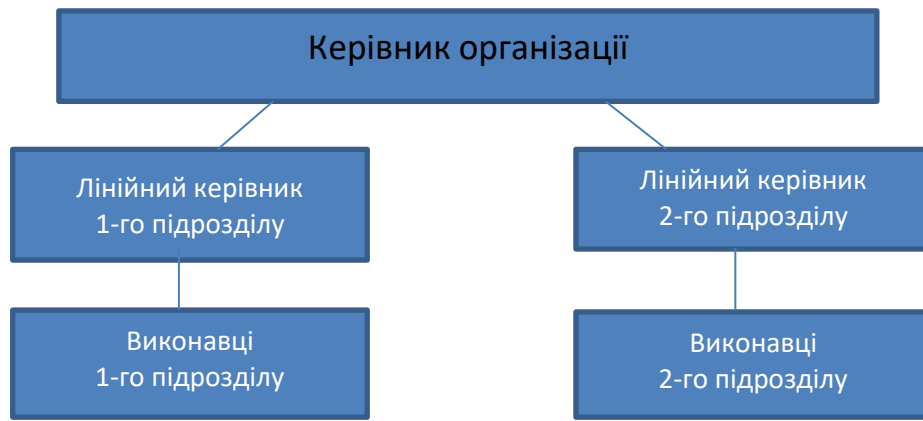 Керівник організації
Лінійний керівник
1-го підрозділу
Лінійний керівник
2-го підрозділу
Виконавці
1-го підрозділу
Виконавці
2-го підрозділу